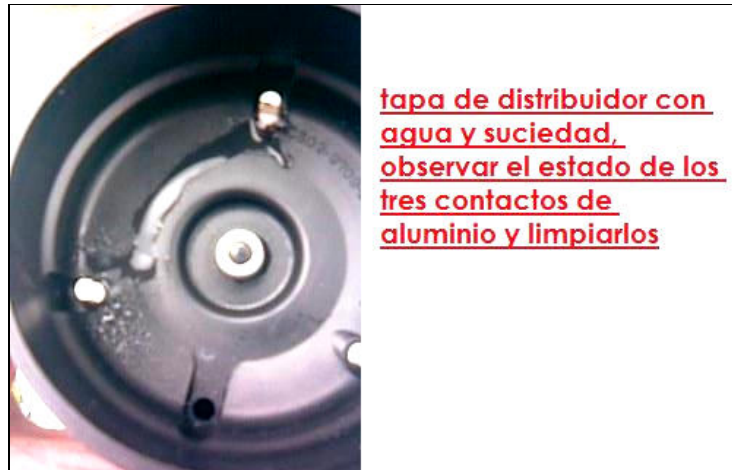 tapa de distribuidor con
agua y suciedad,
observar el estado de los
tres contactos de
aluminio y limpiarlos